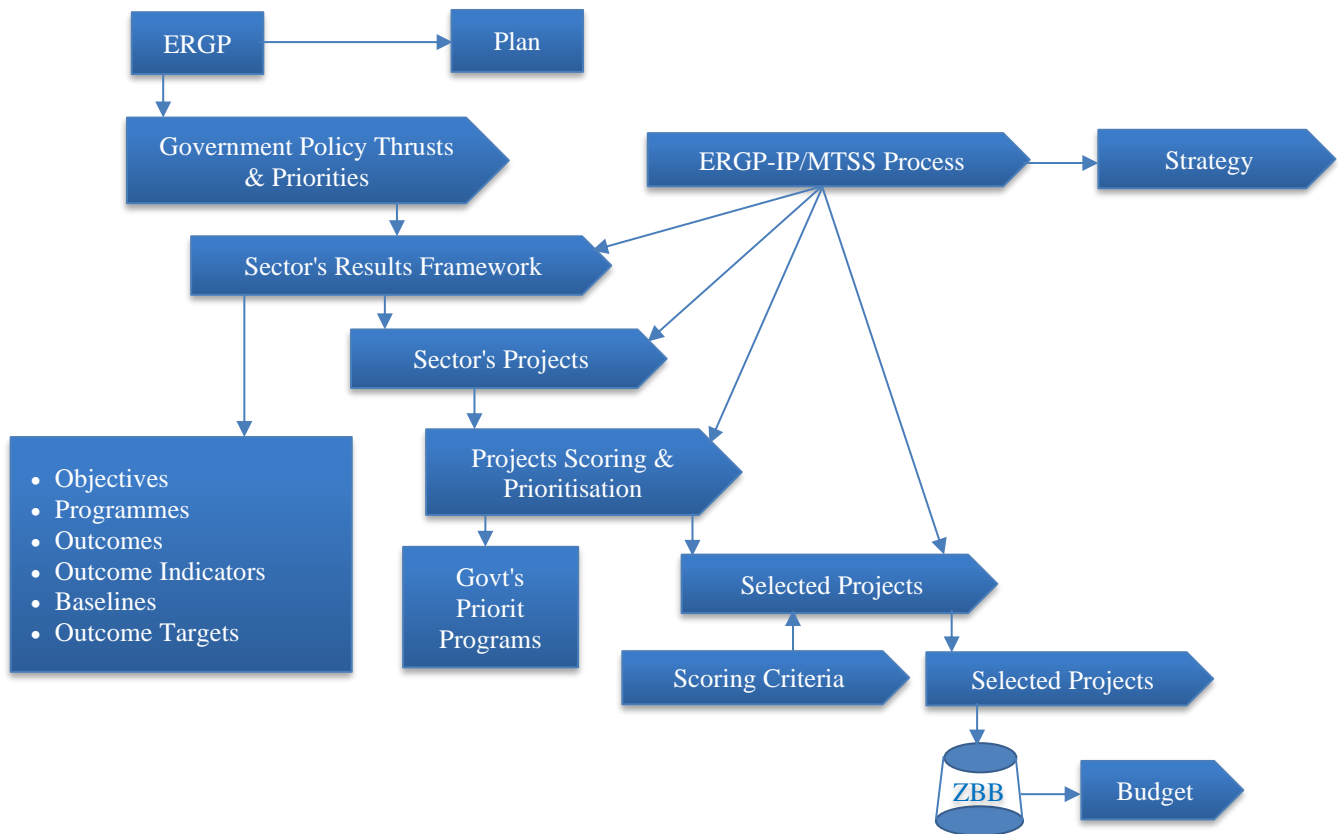 ERGP
Plan
Government Policy Thrusts
& Priorities
ERGP-IP/MTSS Process
Strategy
Sector's Results Framework
Sector's Projects
• Objectives
• Programmes
• Outcomes
• Outcome Indicators
• Baselines
• Outcome Targets
Projects Scoring &
Prioritisation
Govt's
Priorit
Programs
Selected Projects
Scoring Criteria
Selected Projects
ZBB
Budget